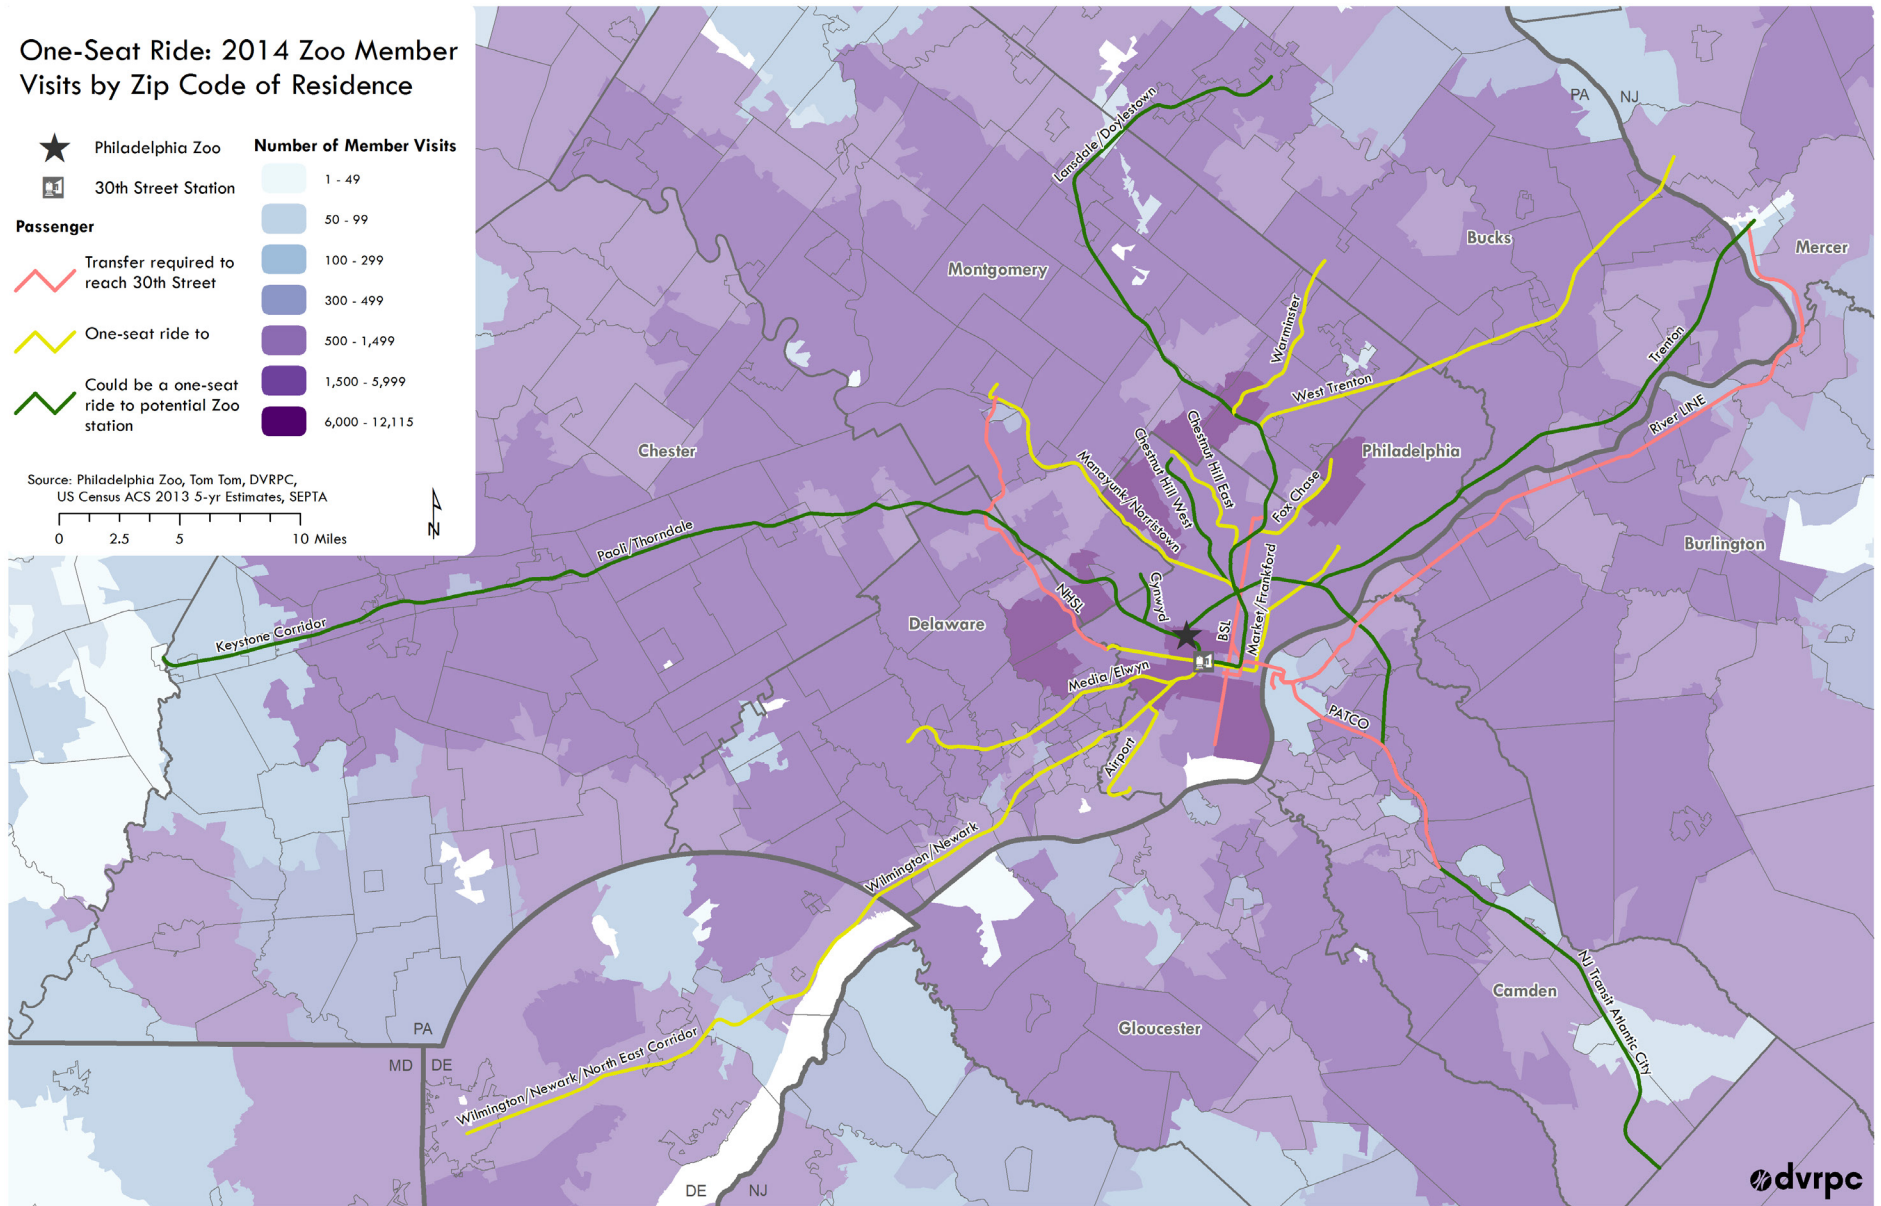 One-Seat Ride: 2014 Zoo Member
Visits by Zip Code of Residence
Philadelphia Zoo
30th Street Station
Passenger
Transfer required to
reach 30th Street
One-seat ride to
Could be a one-seat
ride to potential Zoo
station
Number of Member Visits
1 - 49
50 - 99
100 - 299
300 - 499
500 - 1,499
1,500 - 5,999
6,000 - 12,115
Source: Philadelphia Zoo, Tom Tom, DVRPC,
US Census ACS 2013 5-yr Estimates, SEPTA
0 2.5 5 10 Miles
N
PA
NJ
Lansdale/Doylestown
Bucks
Mercer
Montgomery
Warminster
Trenton
West Trenton
River LINE
Chester
Chestnut Hill East
Chestnut Hill West
Manayunk/Norristown
Philadelphia
Fox Chase
Paoli/Thorndale
Burlington
Market/Frankford
Cynwyd
NHSL
Delaware
BSL
Keystone Corridor
Media/Elwyn
PATCO
Airport
Wilmington/Newark
NJ Transit Atlantic City
Camden
Gloucester
PA
MD
DE
Wilmington/Newark/North East Corridor
DE
NJ
dvrpc